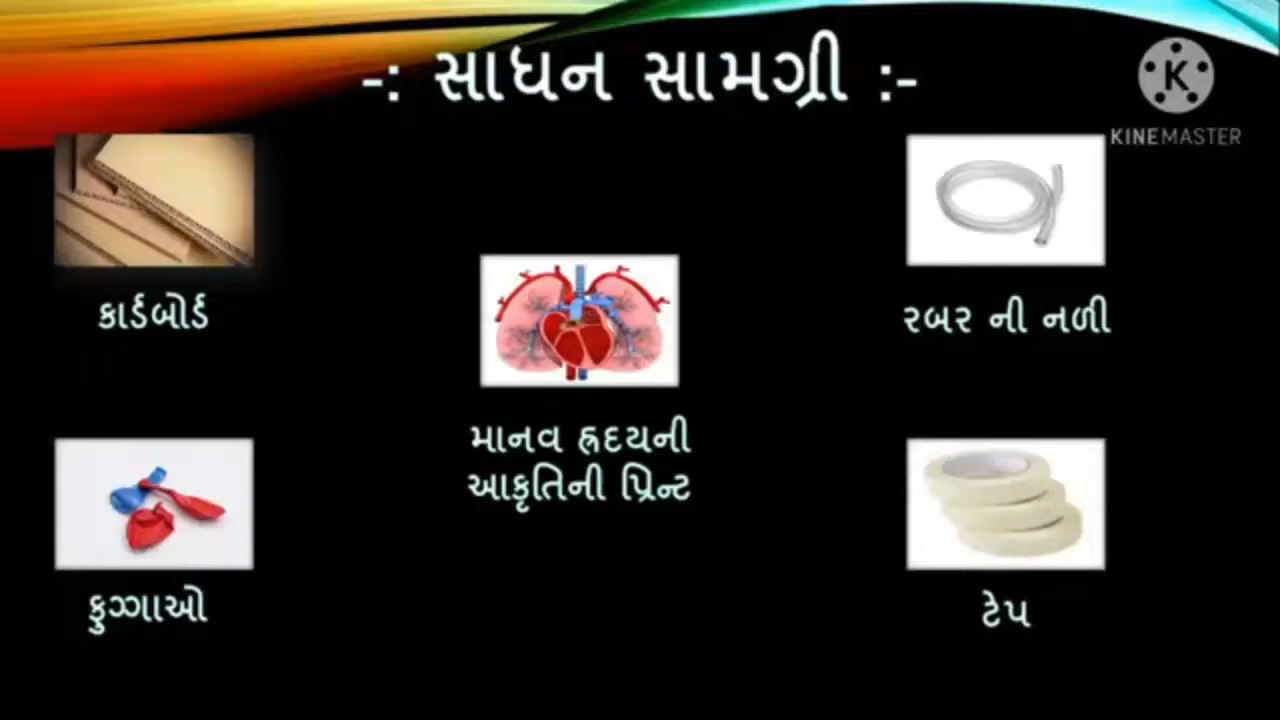 -: સાધન સામગ્રી :-
KINEMASTER
કાર્ડબોર્ડ
રબર ની નળી
માનવ હ્રદયની
આકૃતિની પ્રિન્ટ
ફુગ્ગાઓ
ટેપ